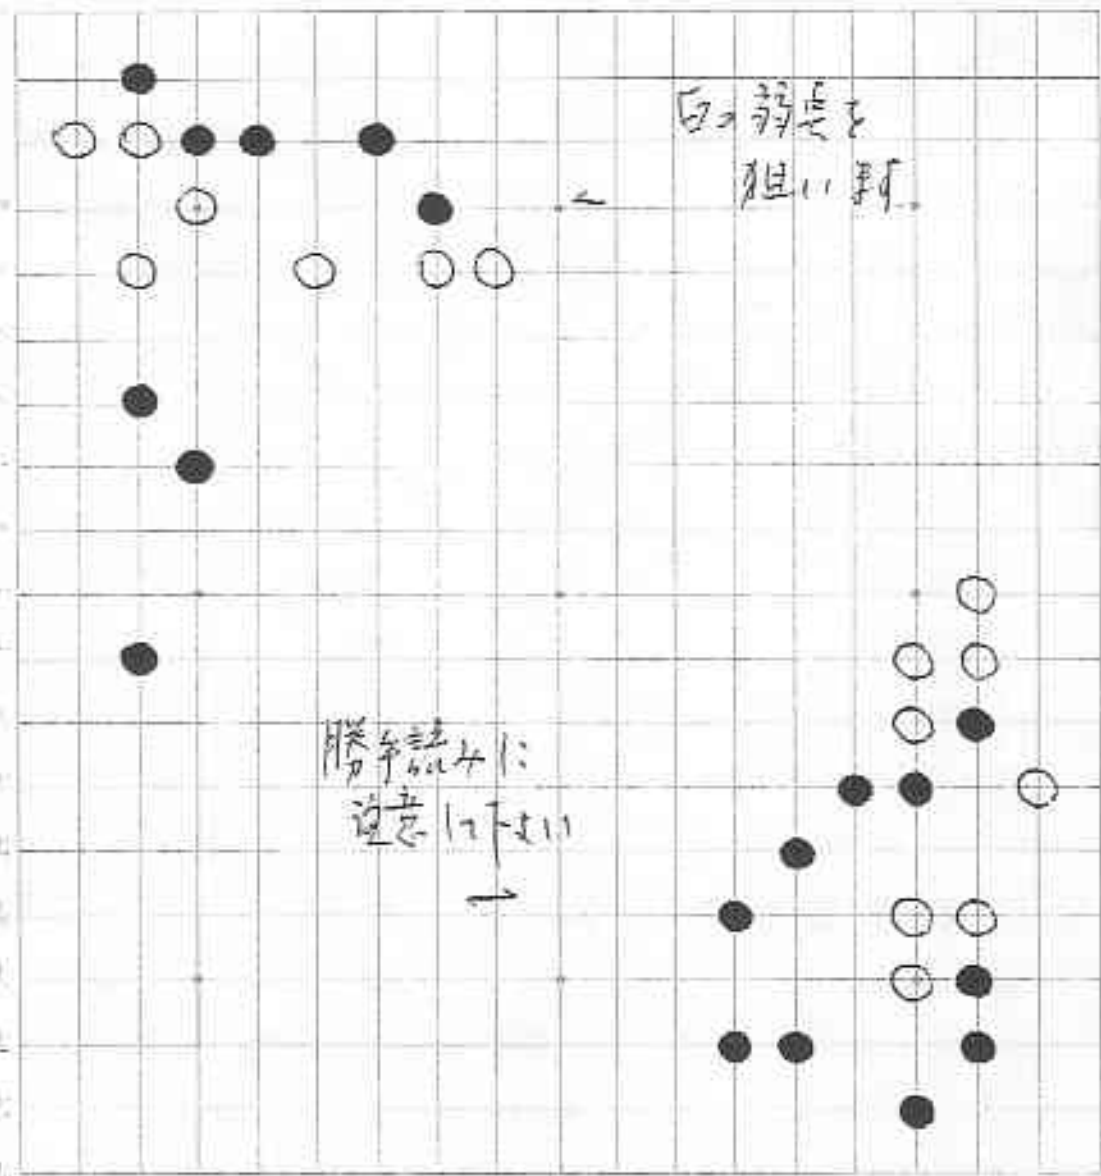 白の弱点を
狙います
←
勝手読みに
注意して下さい
→